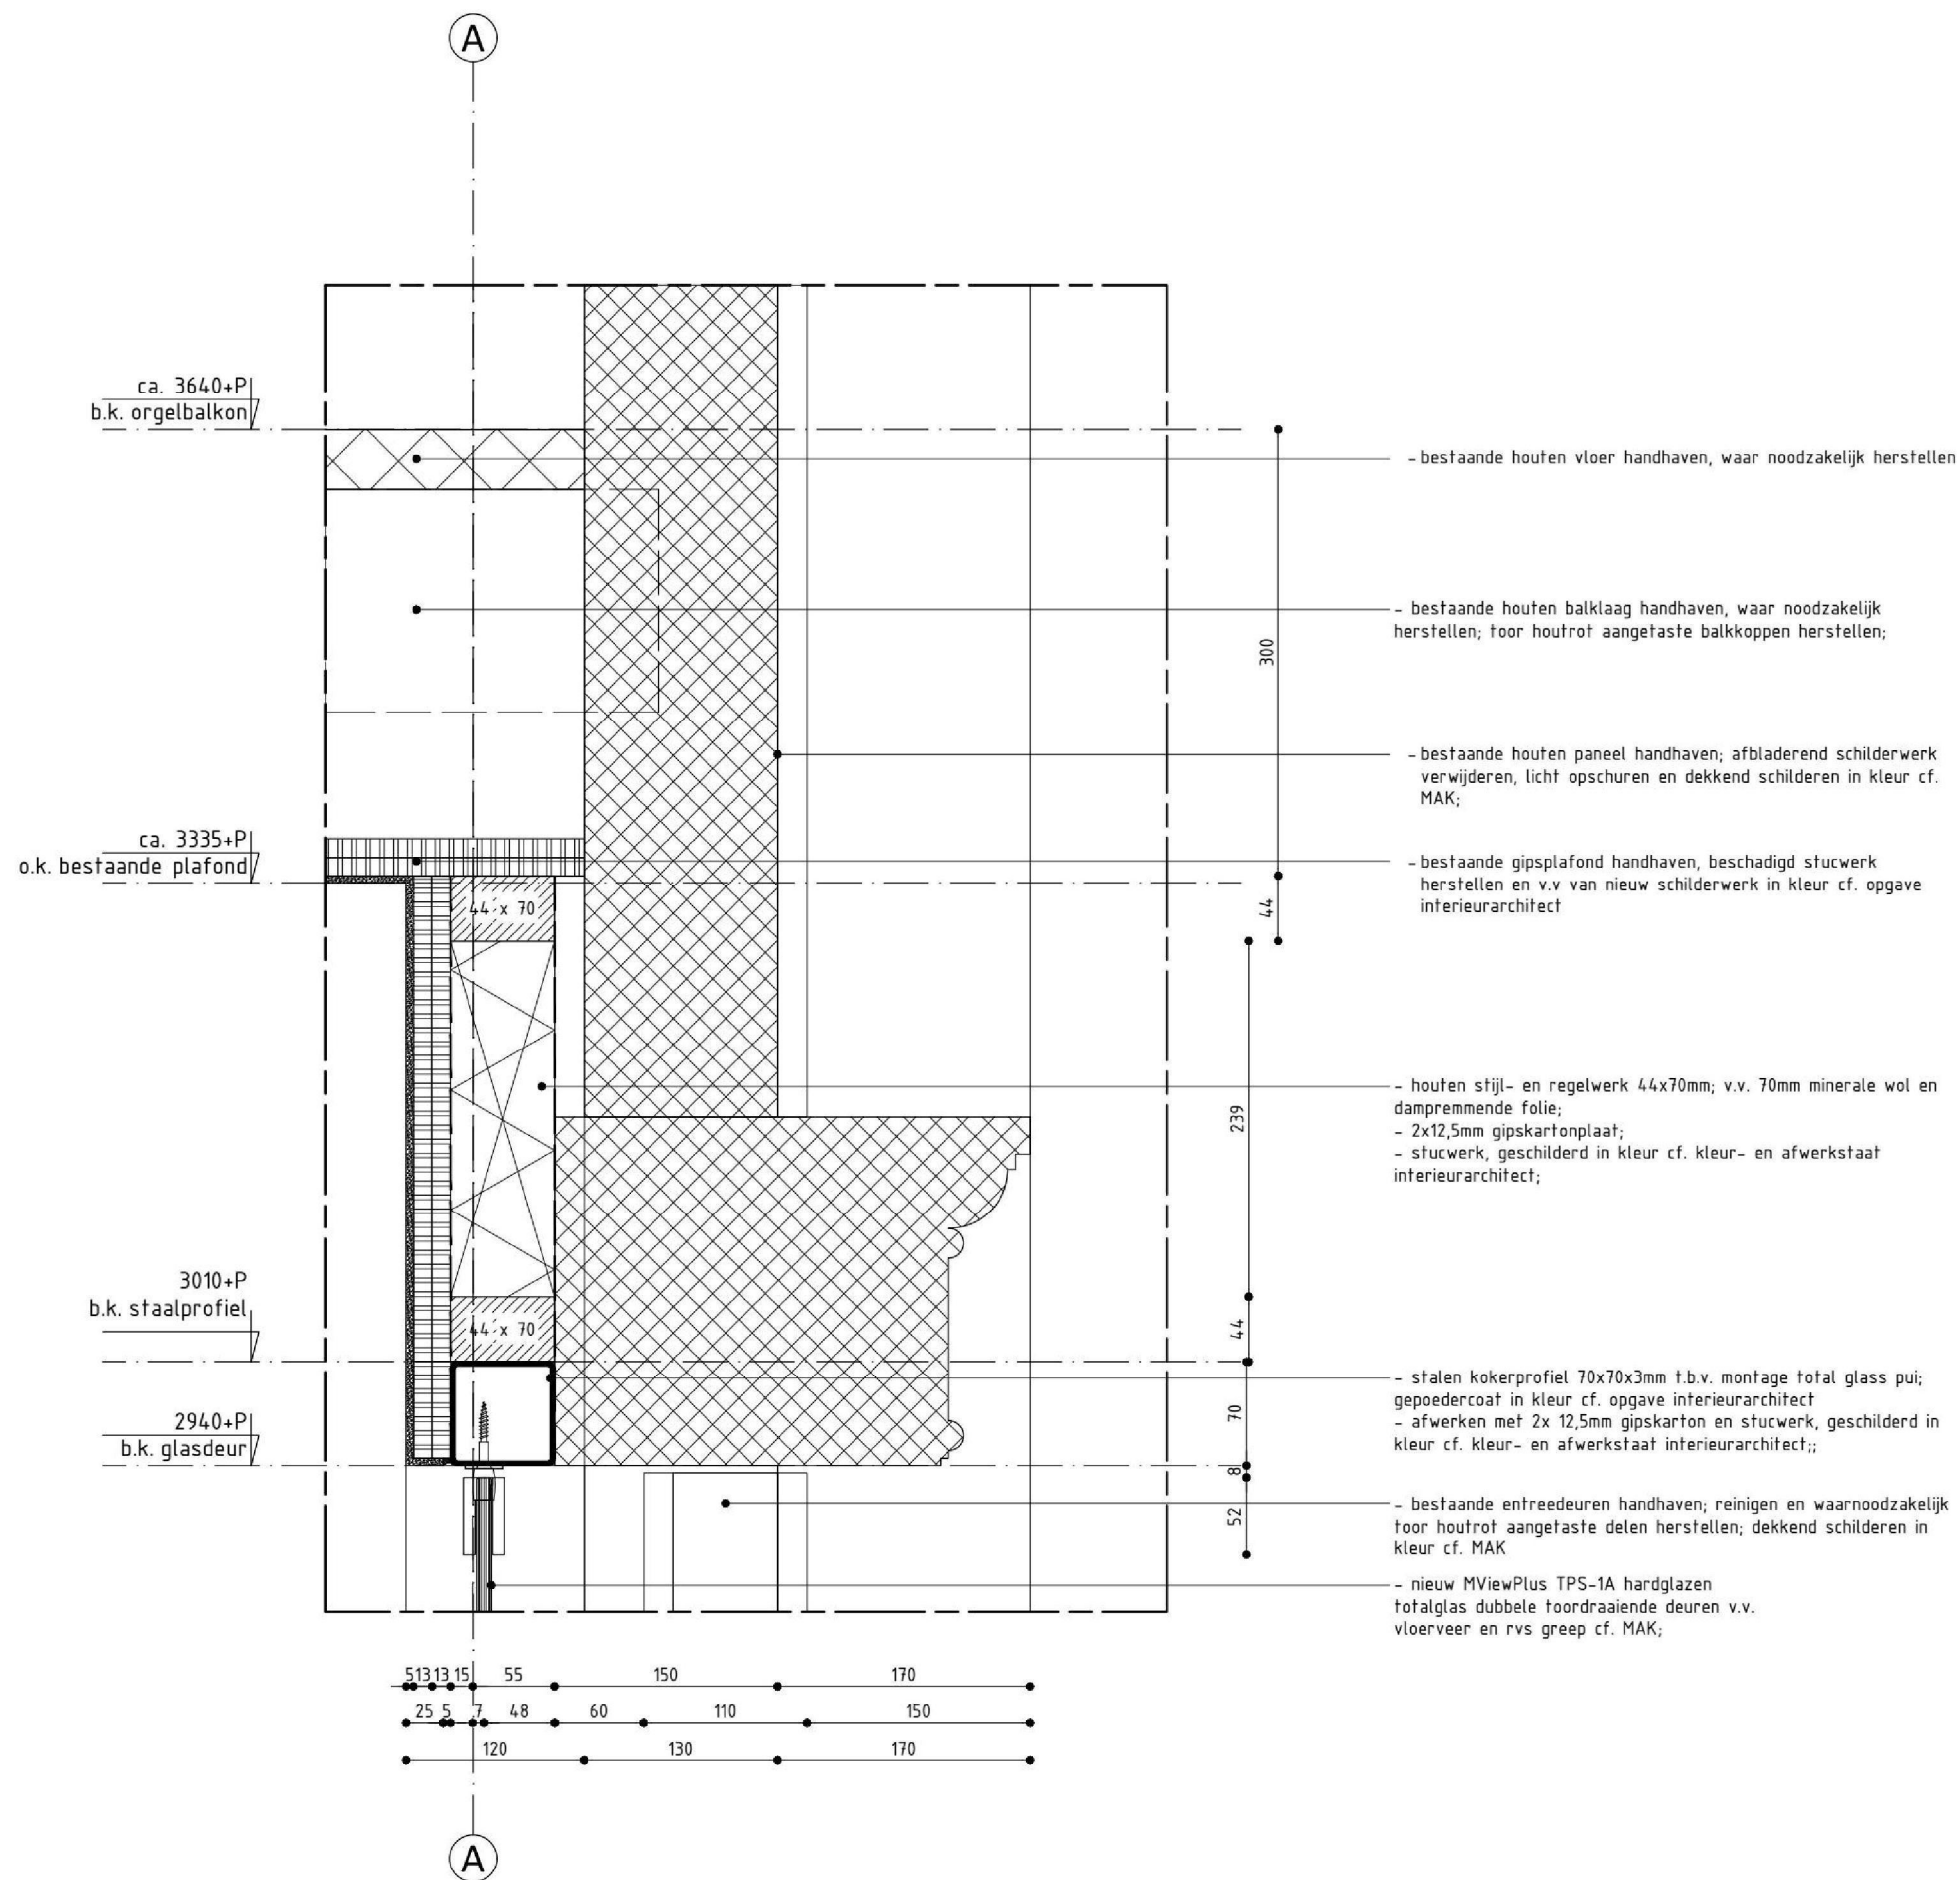 A
ca. 3640+P
b.k. orgelbalkon
- bestaande houten vloer handhaven, waar noodzakelijk herstellen
- bestaande houten balklaag handhaven, waar noodzakelijk
herstellen; toor houtrot aangetaste balkkoppen herstellen;
300
- bestaande houten paneel handhaven; afbladerend schilderwerk
verwijderen, licht opschuren en dekkend schilderen in kleur cf.
MAK;
ca. 3335+P
o.k. bestaande plafond
- bestaande gipsplafond handhaven, beschadigd stucwerk
herstellen en v.v van nieuw schilderwerk in kleur cf. opgave
interieurarchitect
44 x 70
44
- houten stijl- en regelwerk 44x70mm; v.v. 70mm minerale wol en
dampremmende folie;
- 2x12,5mm gipskartonplaat;
- stucwerk, geschilderd in kleur cf. kleur- en afwerkstaat
interieurarchitect;
239
3010+P
b.k. staalprofiel
44 x 70
44
- stalen kokerprofiel 70x70x3mm t.b.v. montage total glass pui;
gepoedercoat in kleur cf. opgave interieurarchitect
- afwerken met 2x 12,5mm gipskarton en stucwerk, geschilderd in
kleur cf. kleur- en afwerkstaat interieurarchitect;;
70
2940+P
b.k. glasdeur
8
52
- bestaande entreedeuren handhaven; reinigen en waarnoodzakelijk
toor houtrot aangetaste delen herstellen; dekkend schilderen in
kleur cf. MAK
- nieuw MViewPlus TPS-1A hardglazen
totalglas dubbele toordraaiende deuren v.v.
vloerveer en rvs greep cf. MAK;
5 13 13 15 55 150 170
25 5 7 48 60 110 150
120 130 170
A